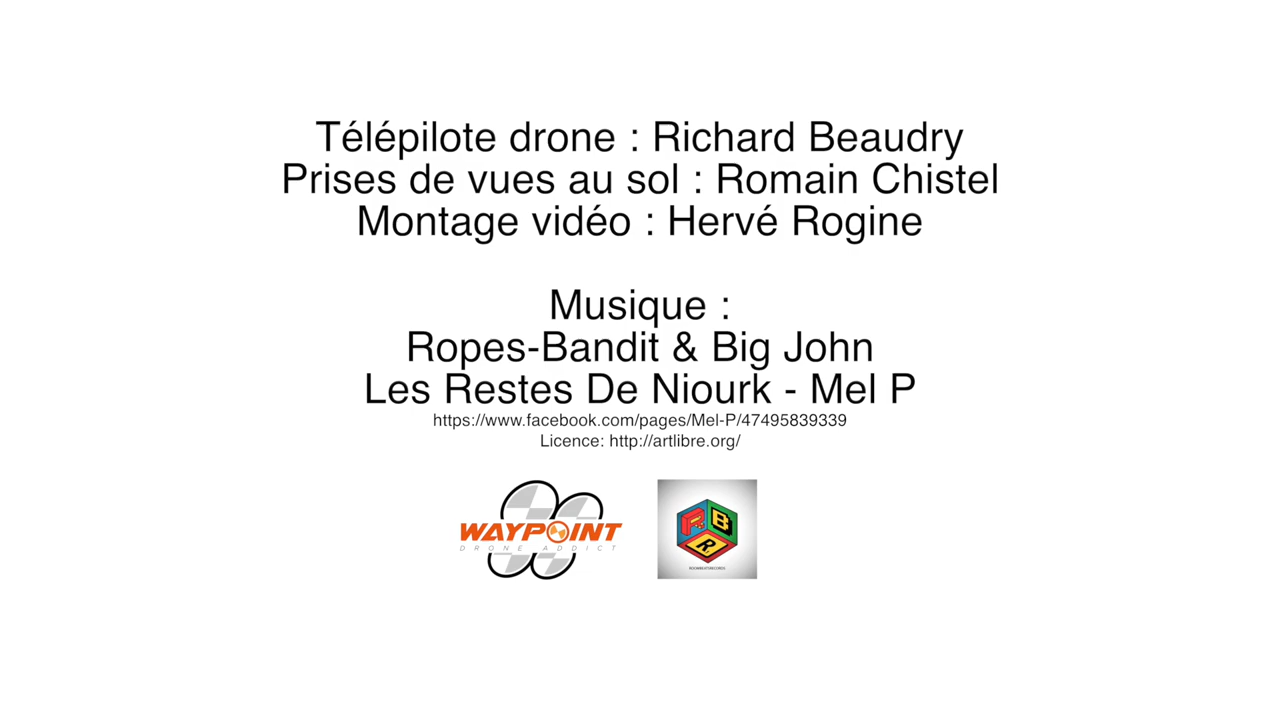 Télépilote drone : Richard Beaudry
Prises de vues au sol : Romain Chistel
Montage vidéo : Hervé Rogine
Musique :
Ropes-Bandit & Big John
Les Restes De Niourk - Mel P
https://www.facebook.com/pages/Mel-P/47495839339
Licence: http://artlibre.org/
WAYPOINT
DRONE ADDICT
R. B
R.
ROOMBEATSRECORDS